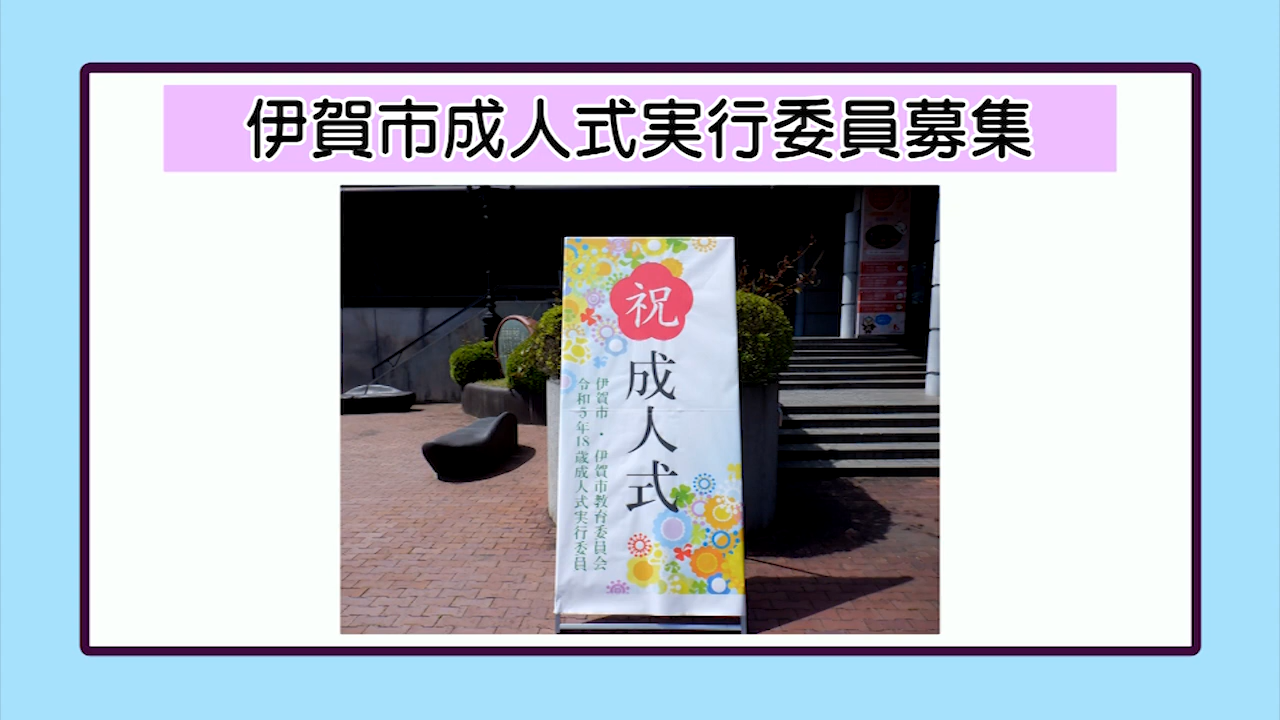 伊賀市成人式実行委員募集
祝
成人式
伊賀市・伊賀市教育委員会
令和5年18歳成人式実行委員